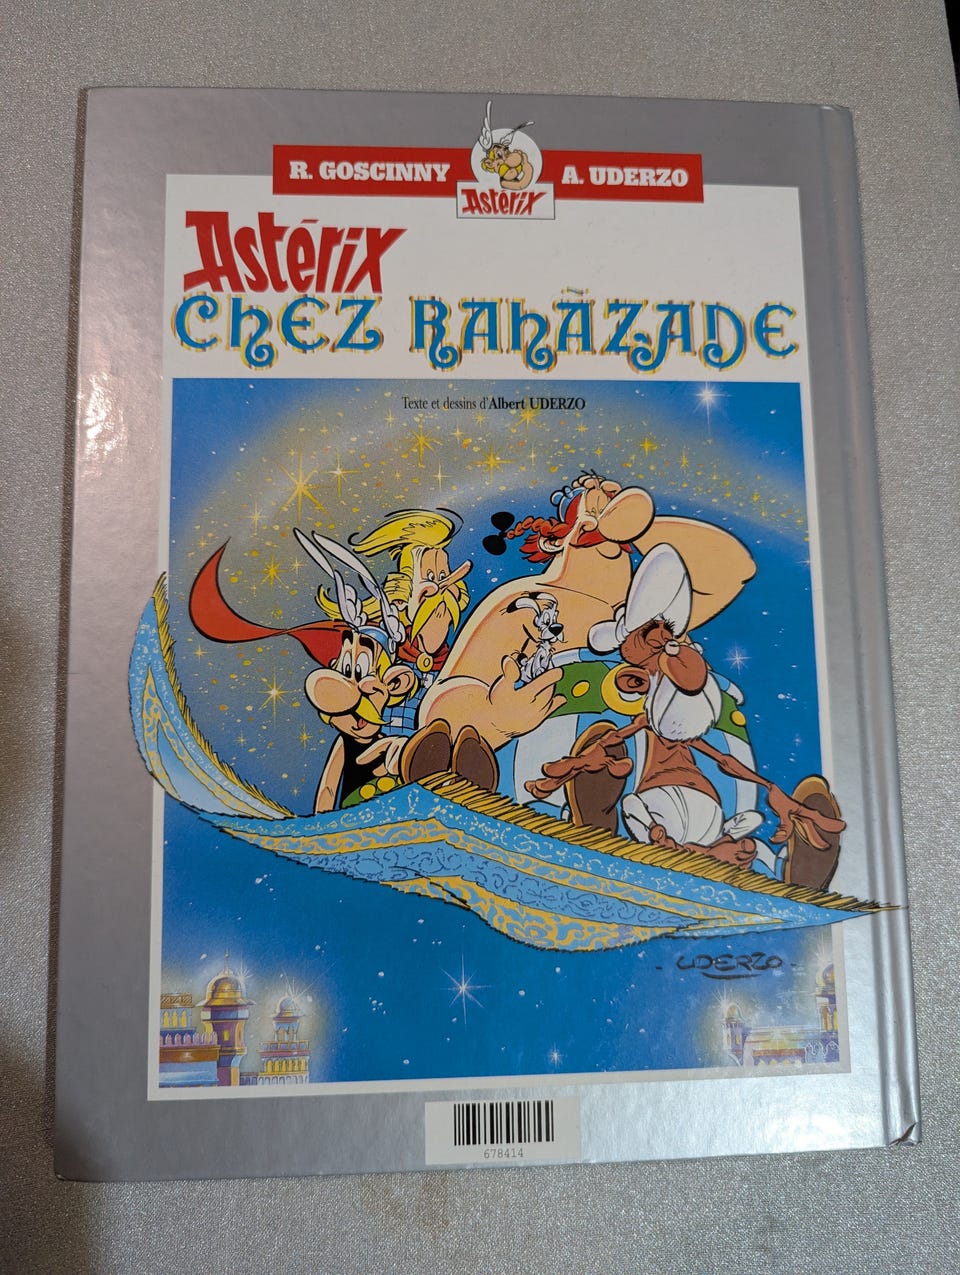 R. GOSCINNY
A. UDERZO
Astérix
Astérix
CHEZ RAHÃZADE
Texte et dessins d'Albert UDERZO
UDERZO
678414